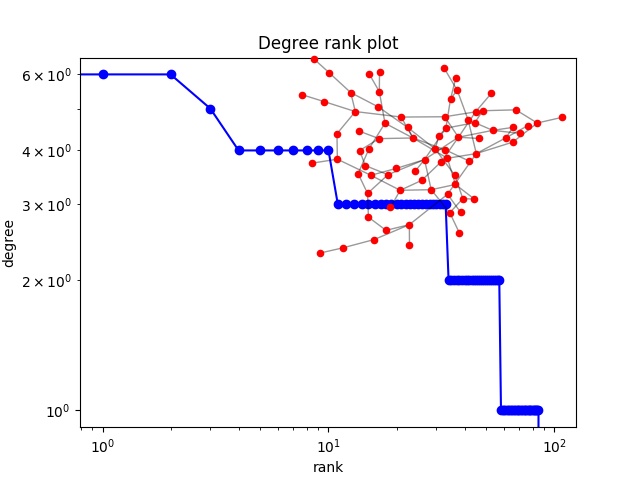 Degree rank plot
6 × 10⁰
4 × 10⁰
3 × 10⁰
2 × 10⁰
10⁰
degree
10⁰
10¹
10²
rank